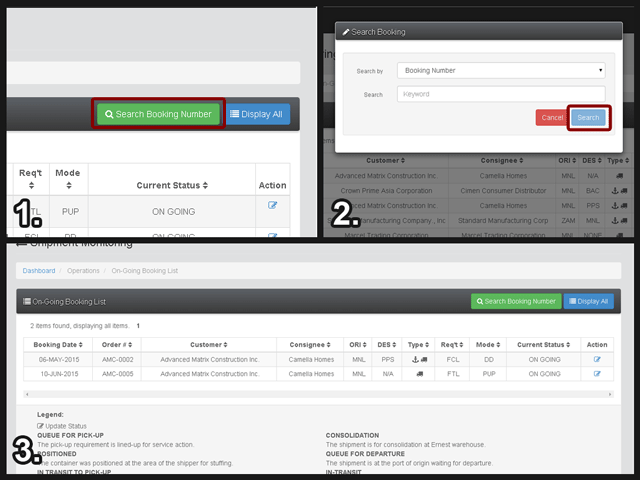 Search Booking Number
Display All
Req't
Mode
Current Status
Action
FTL
PUP
ON GOING
FCL
DD
ON GOING
1.
Search Booking
Search by
Booking Number
Search
Keyword
Cancel
Search
Customer
Consignee
ORI
DES
Type
Advanced Matrix Construction Inc.
Camella Homes
MNL
N/A
Crown Prime Asia Corporation
Cimen Consumer Distributor
MNL
BAC
Advanced Matrix Construction Inc.
Camella Homes
MNL
PPS
Standard Manufacturing Corp
ZAM
MNL
Marcel Trading Corporation
Marcel Trading Corporation
MNL
NONE
2.
Shipment Monitoring
Dashboard / Operations / On-Going Booking List
On-Going Booking List
Search Booking Number
Display All
2 items found, displaying all items. 1
Booking Date Order # Customer Consignee ORI DES Type Req't Mode Current Status Action
06-MAY-2015 AMC-0002 Advanced Matrix Construction Inc. Camella Homes MNL PPS FCL DD ON GOING
10-JUN-2015 AMC-0005 Advanced Matrix Construction Inc. Camella Homes MNL N/A FTL PUP ON GOING
Legend:
Update Status
QUEUE FOR PICK-UP
The pick-up requirement is lined-up for service action.
POSITIONED
The container was positioned at the area of the shipper for stuffing.
IN TRANSIT TO PICK-UP
CONSOLIDATION
The shipment is for consolidation at Ernest warehouse.
QUEUE FOR DEPARTURE
The shipment is at the port of origin waiting for departure.
IN-TRANSIT
3.